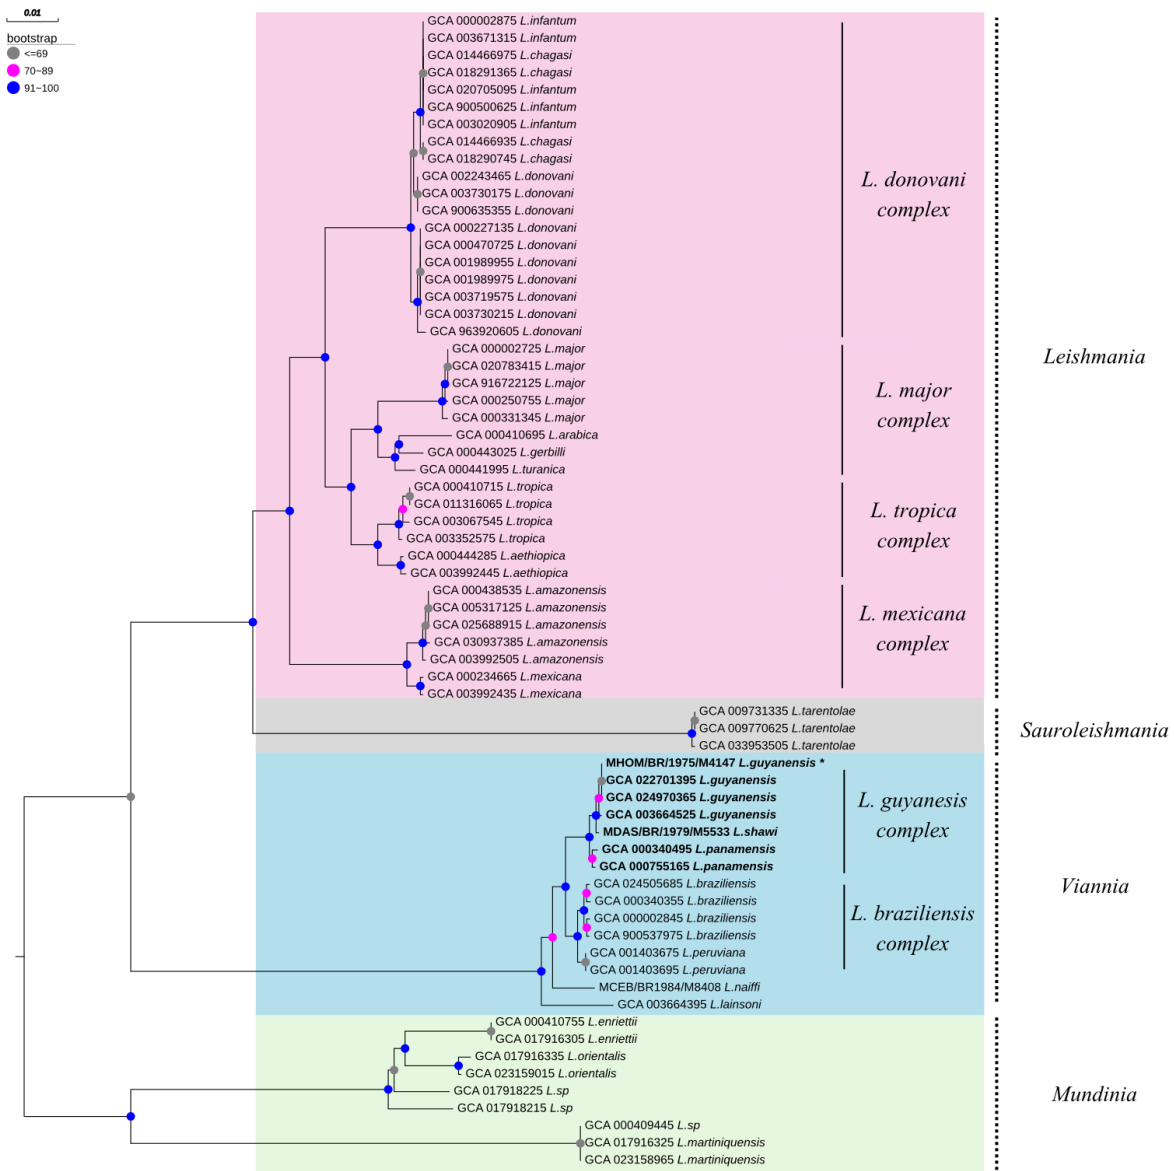 0.01
bootstrap
<=69
70~89
91~100
GCA 000002875 L.infantum
GCA 003671315 L.infantum
GCA 014466975 L.chagasi
GCA 018291365 L.chagasi
GCA 020705095 L.infantum
GCA 900500625 L.infantum
GCA 003020905 L.infantum
GCA 014466935 L.chagasi
GCA 018290745 L.chagasi
GCA 002243465 L.donovani
GCA 003730175 L.donovani
GCA 900635355 L.donovani
GCA 000227135 L.donovani
GCA 000470725 L.donovani
GCA 001989955 L.donovani
GCA 001989975 L.donovani
GCA 003719575 L.donovani
GCA 003730215 L.donovani
GCA 963920605 L.donovani
L. donovani
complex
GCA 000002725 L.major
GCA 020783415 L.major
GCA 916722125 L.major
GCA 000250755 L.major
GCA 000331345 L.major
GCA 000410695 L.arabica
GCA 000443025 L.gerbilli
GCA 000441995 L.turanica
L. major
complex
GCA 000410715 L.tropica
GCA 011316065 L.tropica
GCA 003067545 L.tropica
GCA 003352575 L.tropica
GCA 000444285 L.aethiopica
GCA 003992445 L.aethiopica
L. tropica
complex
GCA 000438535 L.amazonensis
GCA 005317125 L.amazonensis
GCA 025688915 L.amazonensis
GCA 030937385 L.amazonensis
GCA 003992505 L.amazonensis
GCA 000234665 L.mexicana
GCA 003992435 L.mexicana
L. mexicana
complex
Leishmania
GCA 009731335 L.tarentolae
GCA 009770625 L.tarentolae
GCA 033953505 L.tarentolae
Sauroleishmania
MHOM/BR/1975/M4147 L.guyanensis *
GCA 022701395 L.guyanensis
GCA 024970365 L.guyanensis
GCA 003664525 L.guyanensis
MDAS/BR/1979/M5533 L.shawi
GCA 000340495 L.panamensis
GCA 000755165 L.panamensis
L. guyanesis
complex
GCA 024505685 L.braziliensis
GCA 000340355 L.braziliensis
GCA 000002845 L.braziliensis
GCA 900537975 L.braziliensis
GCA 001403675 L.peruviana
GCA 001403695 L.peruviana
L. braziliensis
complex
MCEB/BR1984/M8408 L.naiffi
GCA 003664395 L.lainsoni
Viannia
GCA 000410755 L.enriettii
GCA 017916305 L.enriettii
GCA 017916335 L.orientalis
GCA 023159015 L.orientalis
GCA 017918225 L.sp
GCA 017918215 L.sp
GCA 000409445 L.sp
GCA 017916325 L.martiniquensis
GCA 023158965 L.martiniquensis
Mundinia